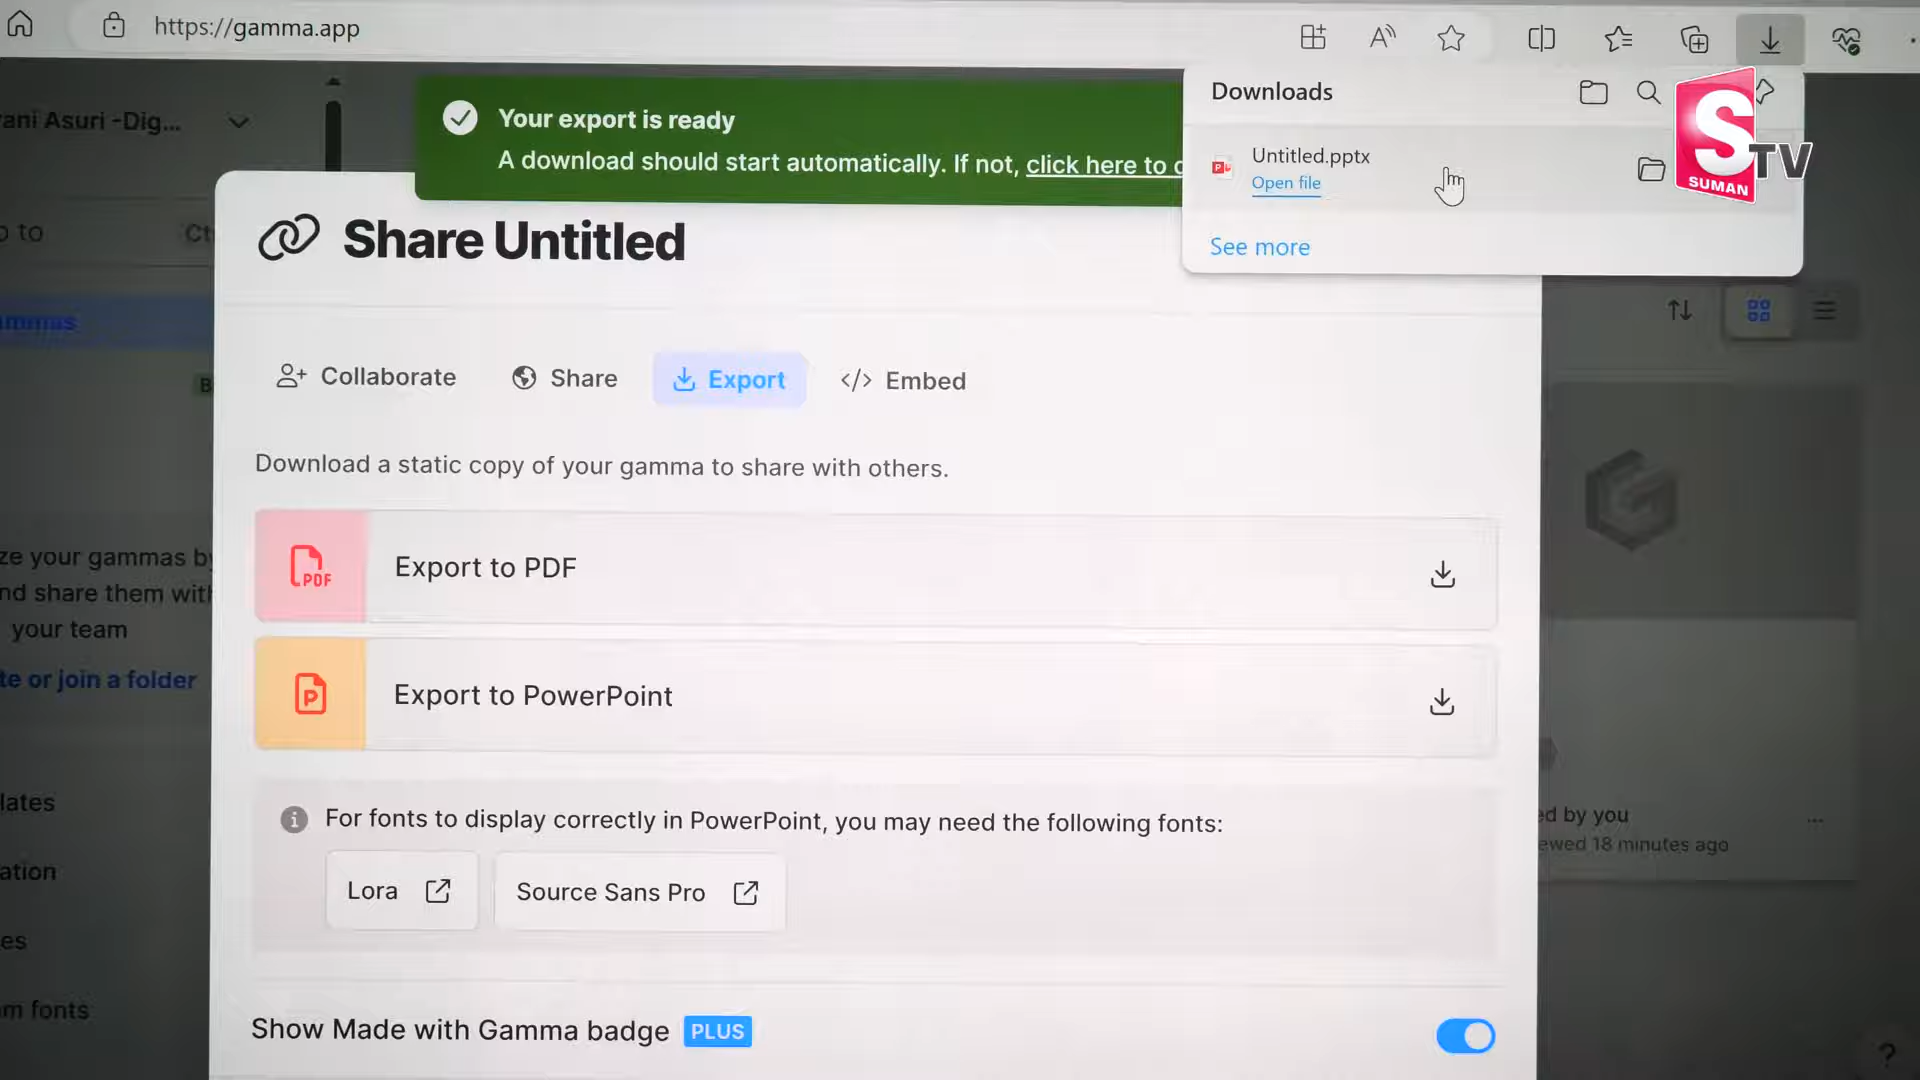 https://gamma.app
Downloads
Untitled.pptx
Open file
See more
S
TV
SUMAN
Your export is ready
A download should start automatically. If not, click here to
ani Asuri -Dig...
to
Share Untitled
Collaborate
Share
Export
Embed
Download a static copy of your gamma to share with others.
PDF
Export to PDF
P
Export to PowerPoint
ze your gammas by
nd share them with
your team
te or join a folder
For fonts to display correctly in PowerPoint, you may need the following fonts:
Lora
Source Sans Pro
Show Made with Gamma badge
PLUS
lates
ation
es
m fonts
ed by you
ewed 18 minutes ago
?